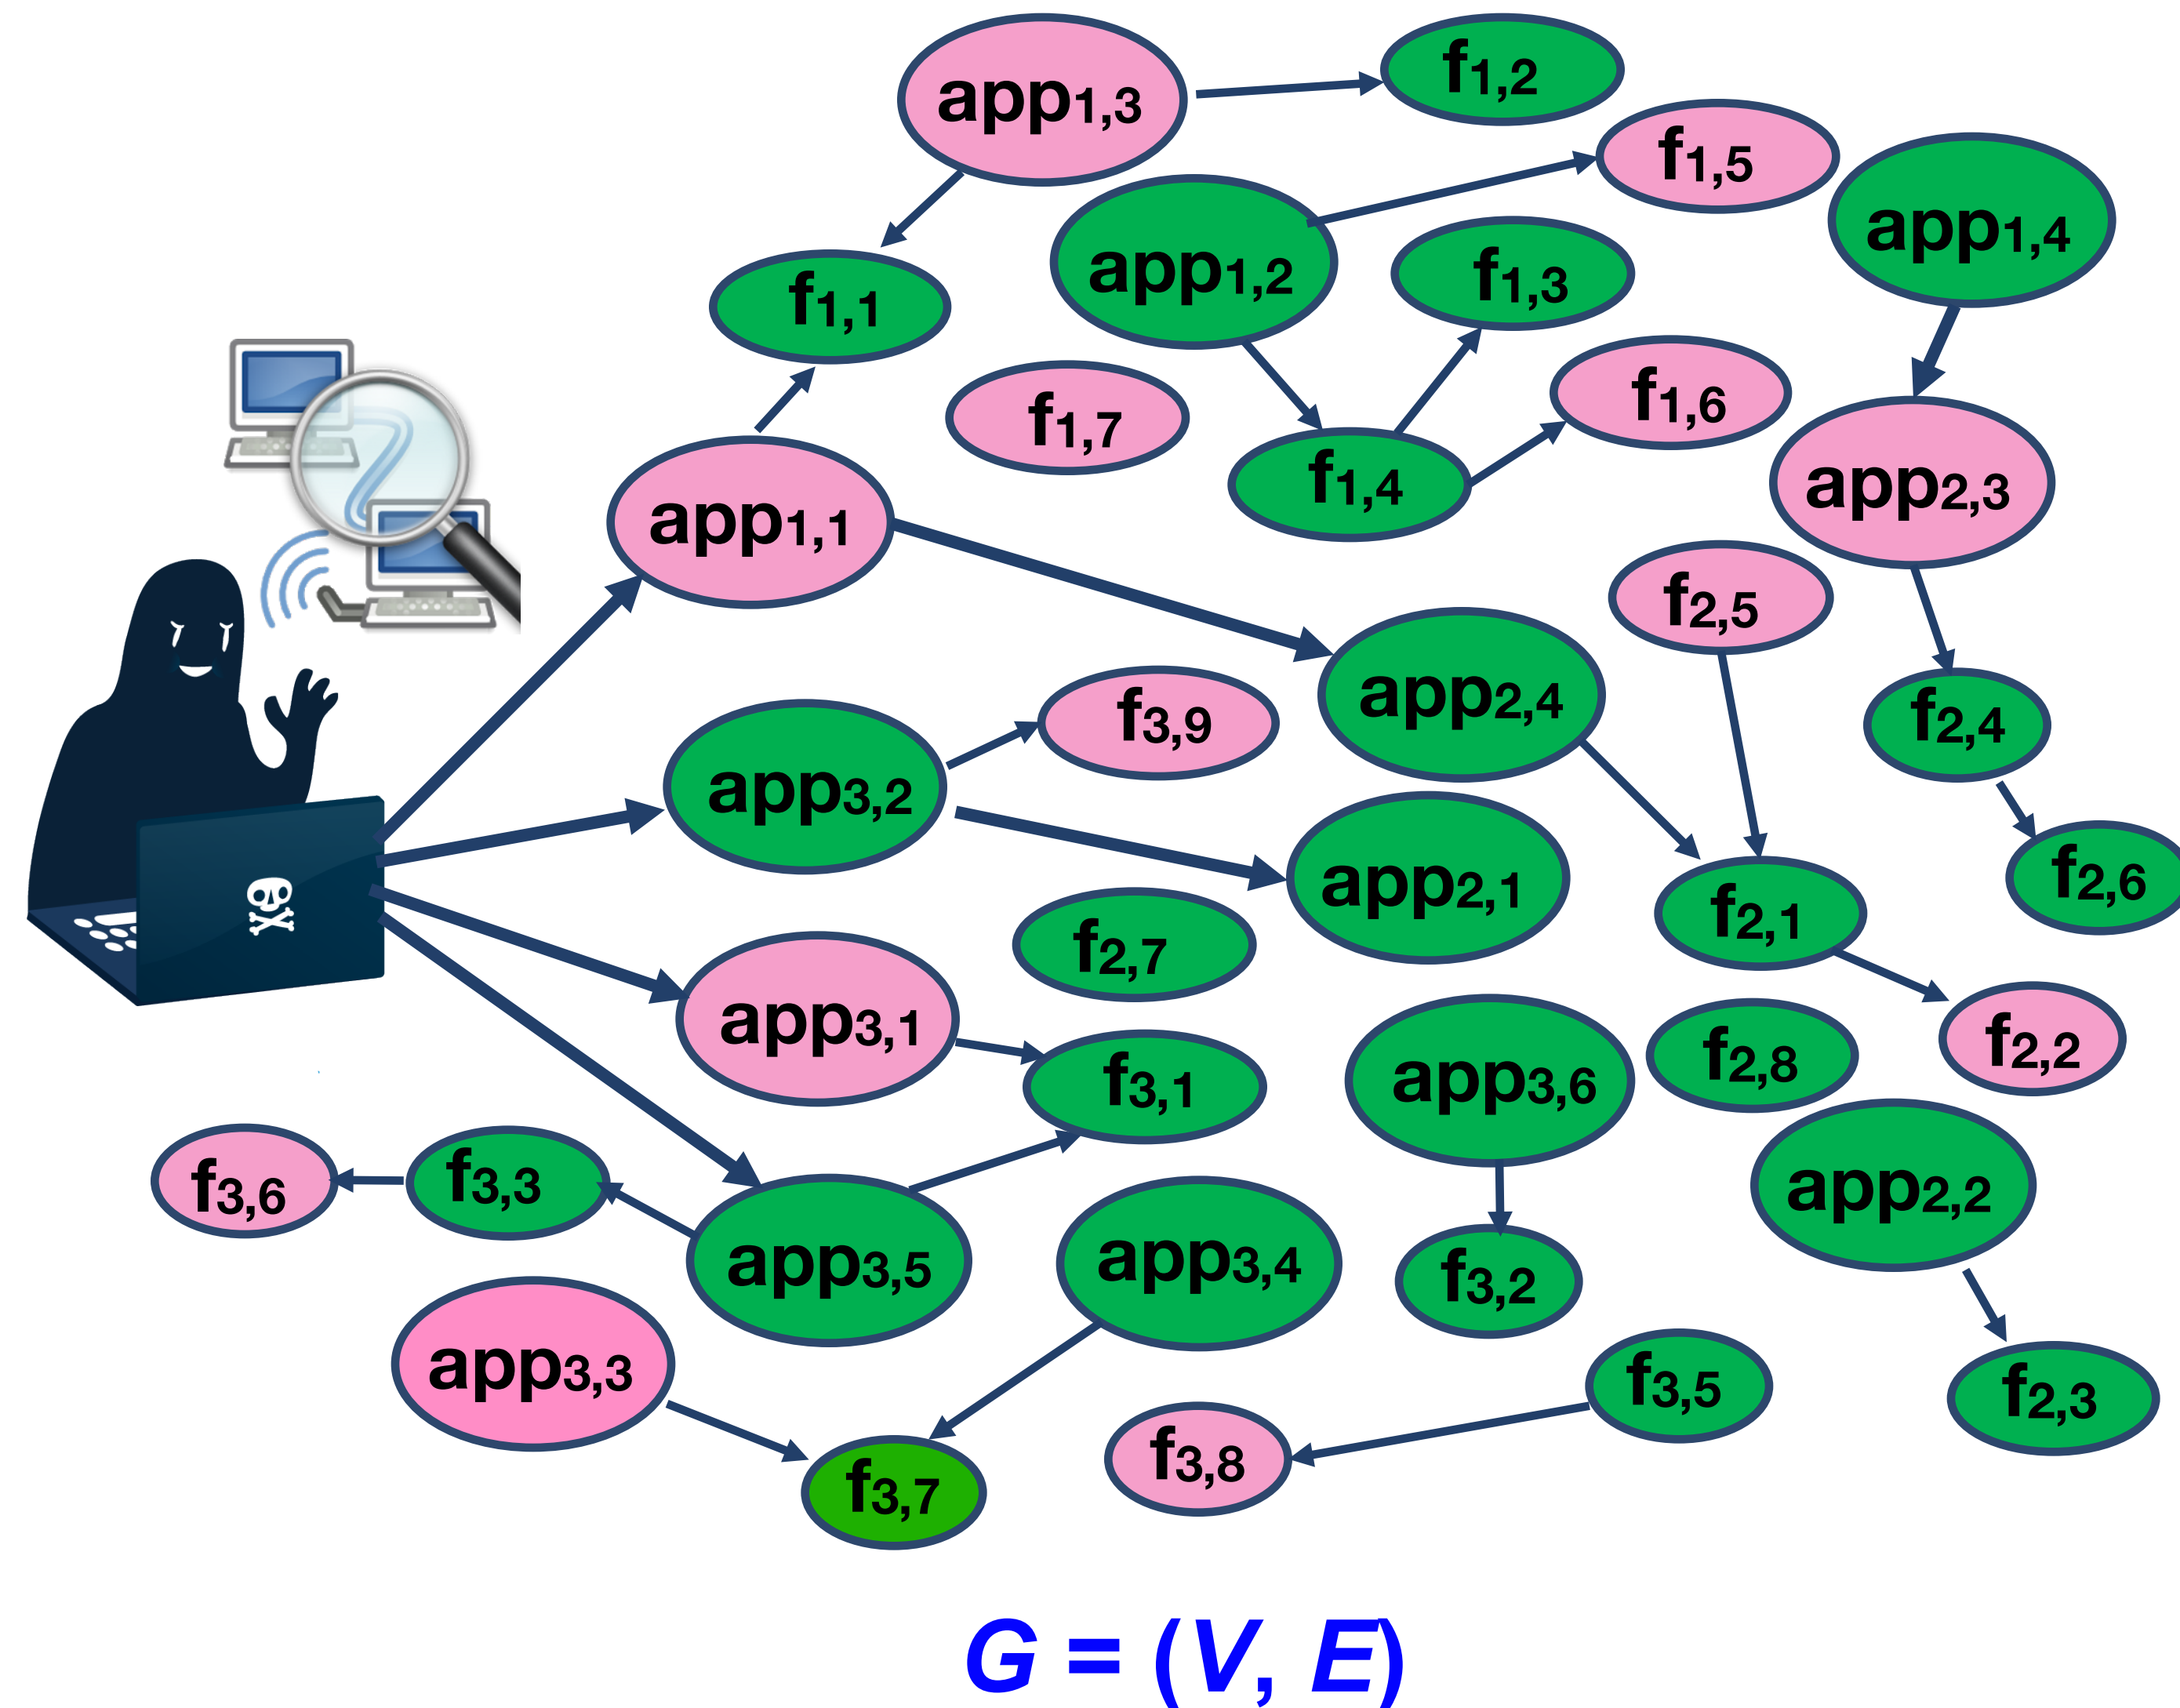 app1,3
f1,2
f1,5
app1,4
app1,2
f1,3
f1,1
f1,6
f1,7
f1,4
app2,3
app1,1
f2,5
app2,4
f3,9
f2,4
app3,2
app2,1
f2,6
f2,1
f2,7
app3,1
f2,2
f2,8
f3,1
app3,6
f3,6
f3,3
app2,2
app3,5
app3,4
f3,2
app3,3
f3,5
f2,3
f3,8
f3,7
G = (V, E)